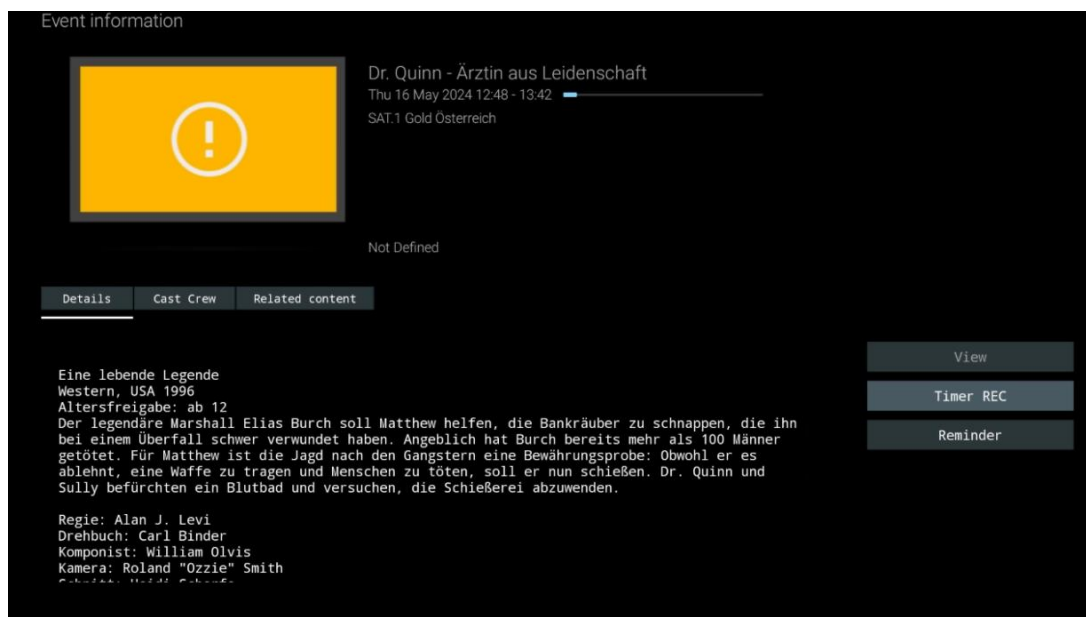 Event information
Dr. Quinn - Ärztin aus Leidenschaft
Thu 16 May 2024 12:48 - 13:42
SAT.1 Gold Österreich
Not Defined
Details Cast Crew Related content
View
Timer REC
Reminder
Eine lebende Legende
Western, USA 1996
Altersfreigabe: ab 12
Der legendäre Marshall Elias Burch soll Matthew helfen, die Bankräuber zu schnappen, die ihn
bei einem Überfall schwer verwundet haben. Angeblich hat Burch bereits mehr als 100 Männer
getötet. Für Matthew ist die Jagd nach den Gangstern eine Bewährungsprobe: Obwohl er es
ablehnt, eine Waffe zu tragen und Menschen zu töten, soll er nun schießen. Dr. Quinn und
Sully befürchten ein Blutbad und versuchen, die Schießerei abzuwenden.
Regie: Alan J. Levi
Drehbuch: Carl Binder
Komponist: William Olvis
Kamera: Roland "Ozzie" Smith